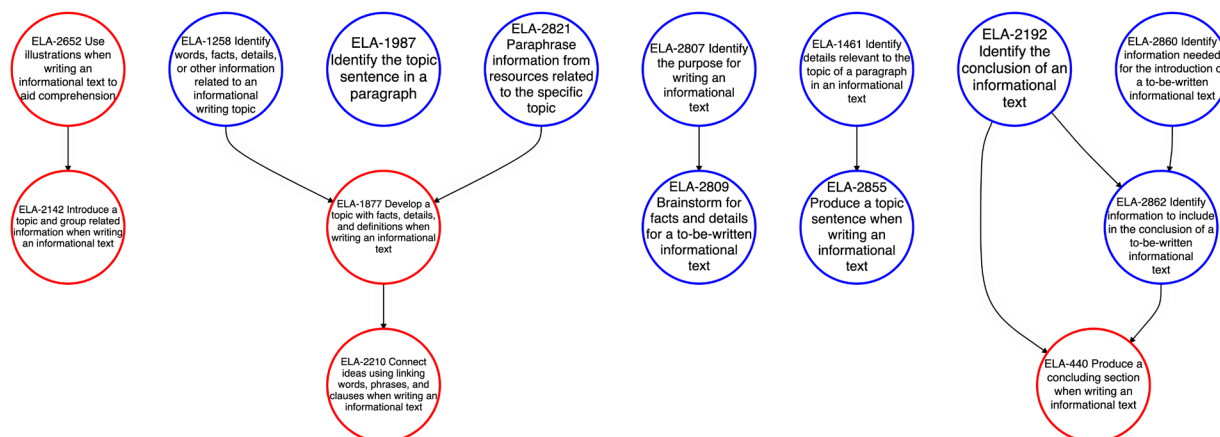 ELA-2652 Use
illustrations when
writing an
informational text to
aid comprehension
ELA-1258 Identify
words, facts, details,
or other information
related to an
informational
writing topic
ELA-1987
Identify the topic
sentence in a
paragraph
ELA-2821
Paraphrase
information from
resources related
to the specific
topic
ELA-2807 Identify
the purpose for
writing an
informational
text
ELA-1461 Identify
details relevant to the
topic of a paragraph
in an informational
text
ELA-2192
Identify the
conclusion of an
informational
text
ELA-2860 Identify
information needed
for the introduction o
a to-be-written
informational text
ELA-2142 Introduce a
topic and group related
information when writing
an informational text
ELA-1877 Develop a
topic with facts, details,
and definitions when
writing an informational
text
ELA-2809
Brainstorm for
facts and details
for a to-be-written
informational
text
ELA-2855
Produce a topic
sentence when
writing an
informational
text
ELA-2862 Identify
information to include
in the conclusion of a
to-be-written
informational
text
ELA-2210 Connect
ideas using linking
words, phrases, and
clauses when writing an
informational text
ELA-440 Produce a
concluding section
when writing an
informational text